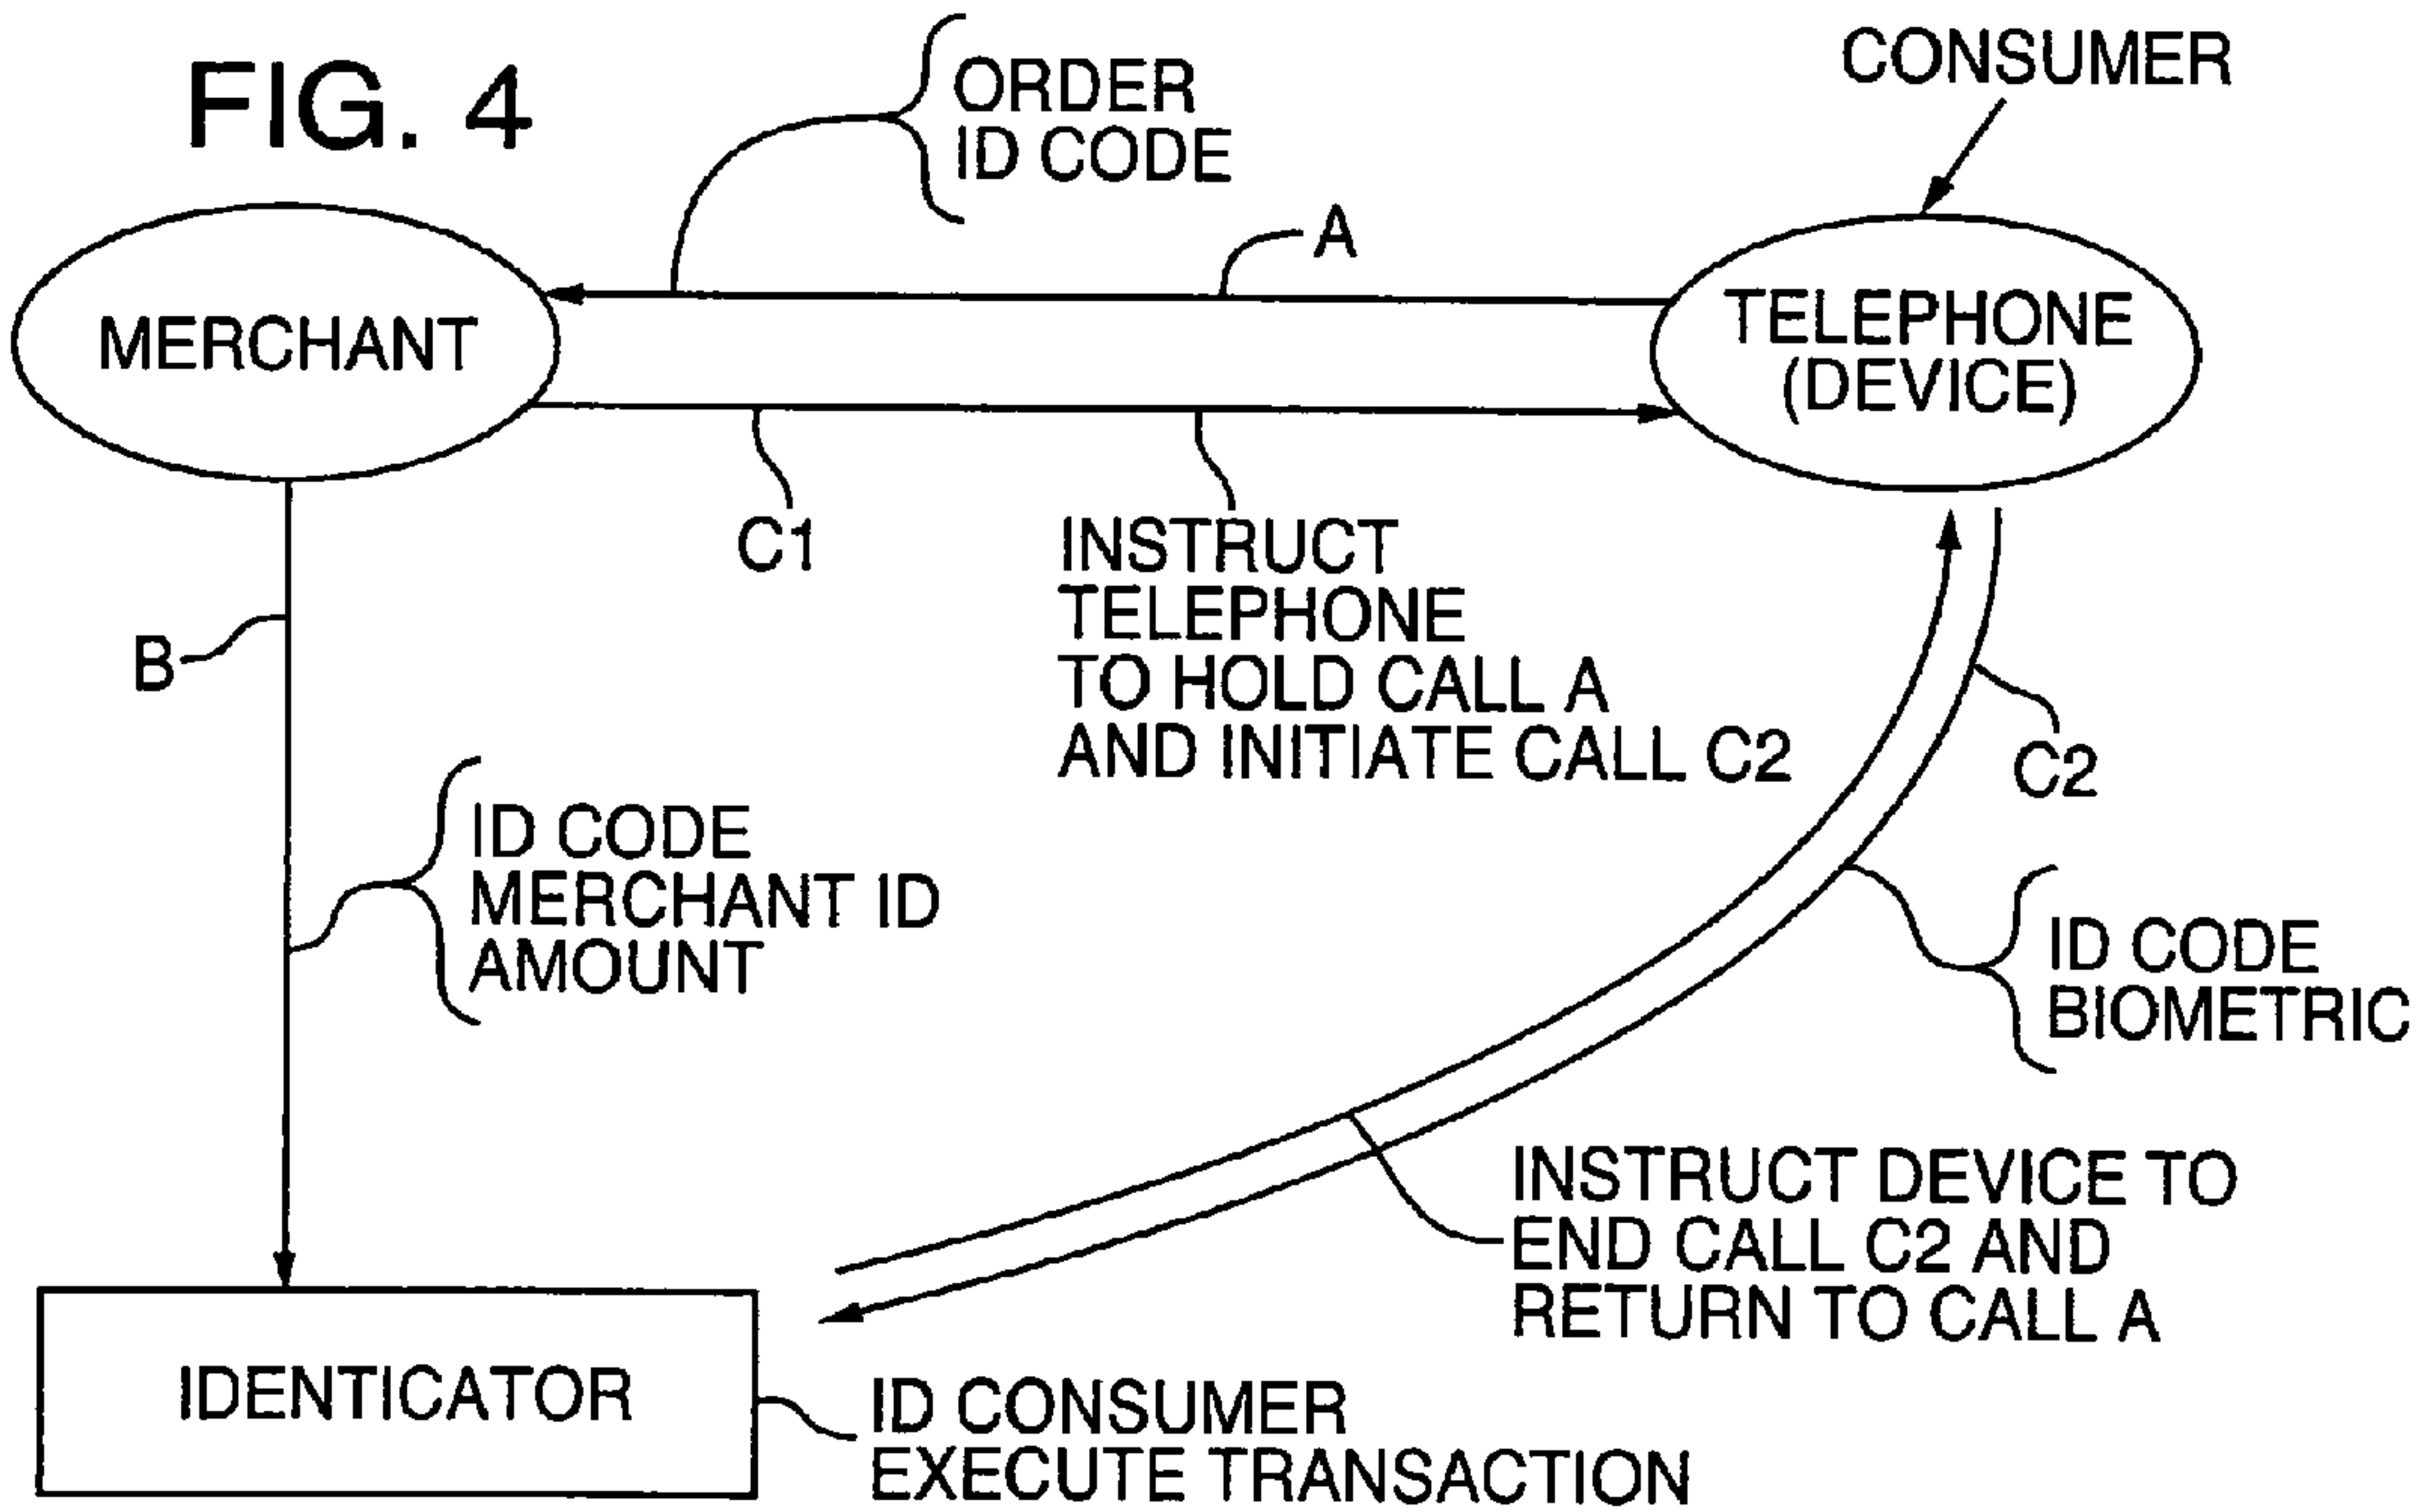 FIG. 4
ORDER
ID CODE
CONSUMER
A
MERCHANT
TELEPHONE
(DEVICE)
C1
INSTRUCT
TELEPHONE
TO HOLD CALL A
AND INITIATE CALL C2
B
C2
ID CODE
MERCHANT ID
AMOUNT
ID CODE
BIOMETRIC
INSTRUCT DEVICE TO
END CALL C2 AND
RETURN TO CALL A
IDENTICATOR
ID CONSUMER
EXECUTE TRANSACTION